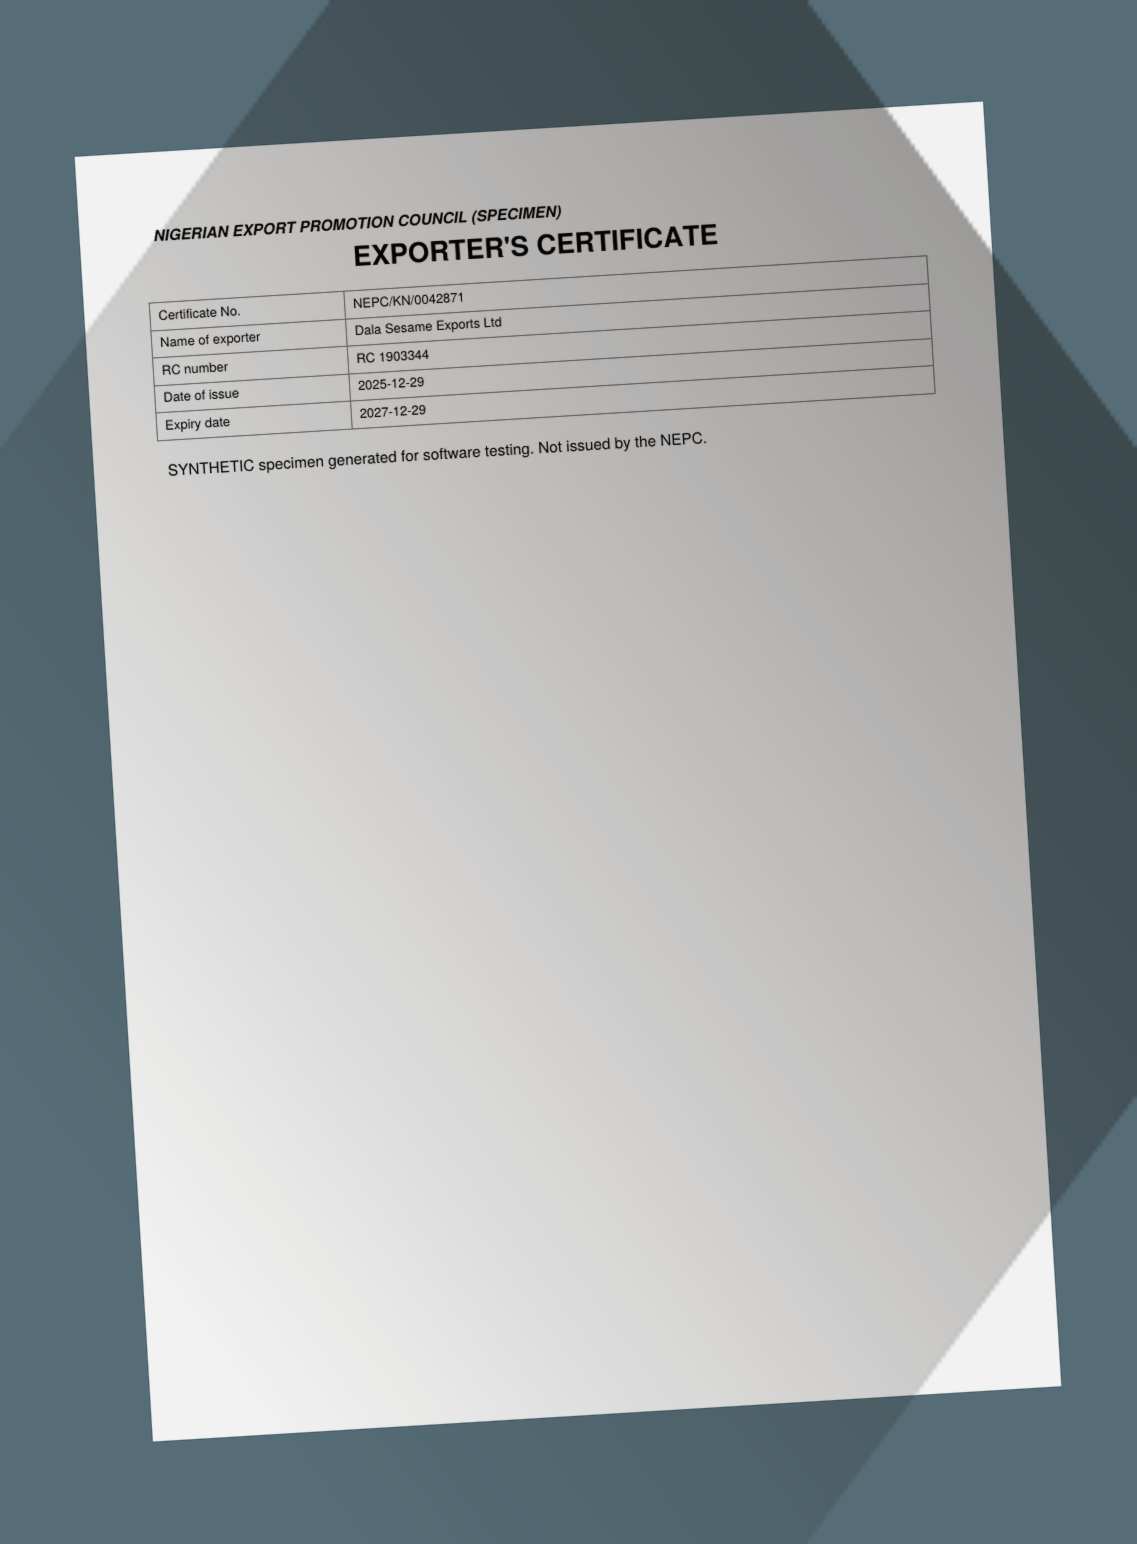 NIGERIAN EXPORT PROMOTION COUNCIL (SPECIMEN)
EXPORTER'S CERTIFICATE
Certificate No. NEPC/KN/0042871
Name of exporter Dala Sesame Exports Ltd
RC number RC 1903344
Date of issue 2025-12-29
Expiry date 2027-12-29
SYNTHETIC specimen generated for software testing. Not issued by the NEPC.